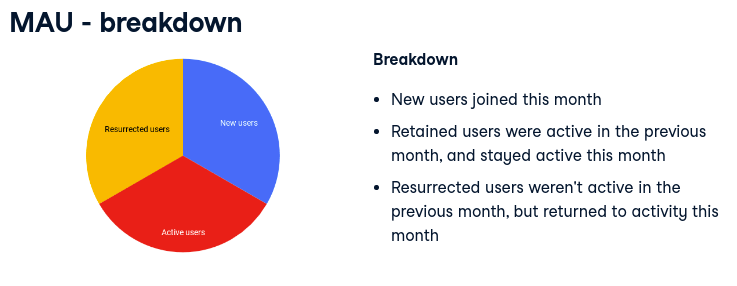 MAU - breakdown
Resurrected users
New users
Active users
Breakdown
• New users joined this month
• Retained users were active in the previous
month, and stayed active this month
• Resurrected users weren't active in the
previous month, but returned to activity this
month